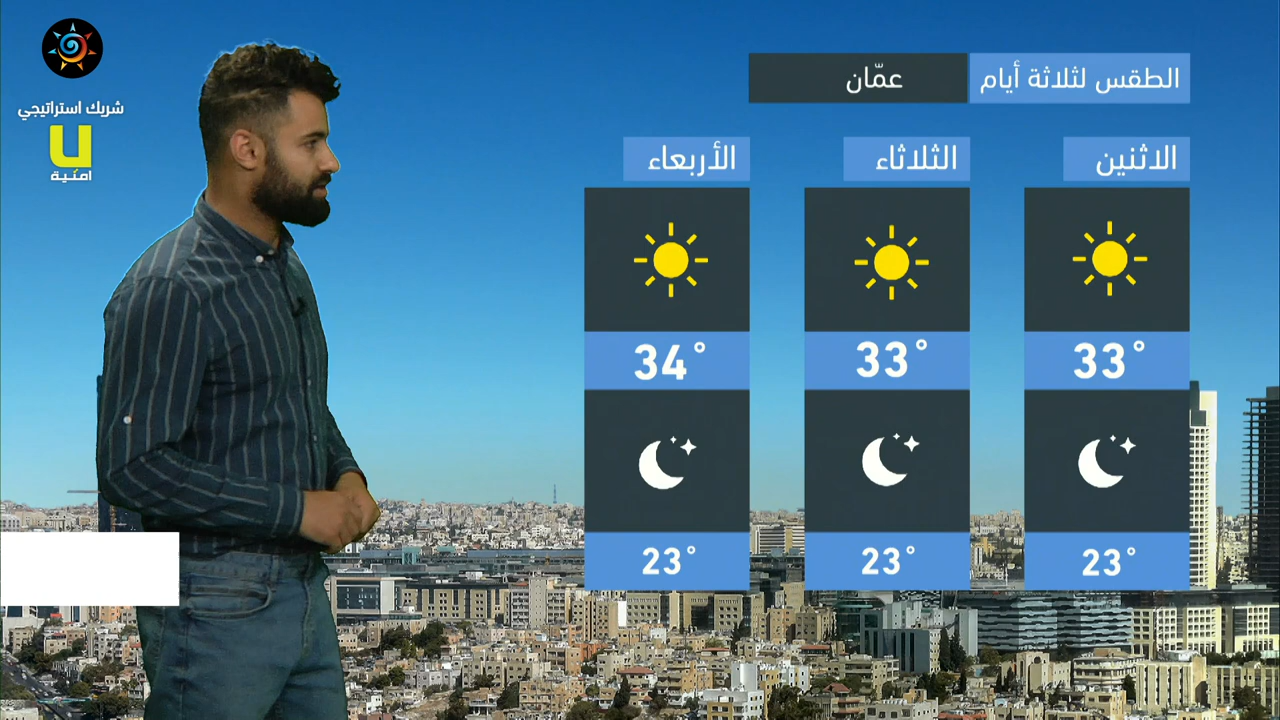 الطقس لثلاثة أيام
عمّان
شريك استراتيجي
U
امنية
الاثنين
الثلاثاء
الأربعاء
33°
33°
34°
23°
23°
23°